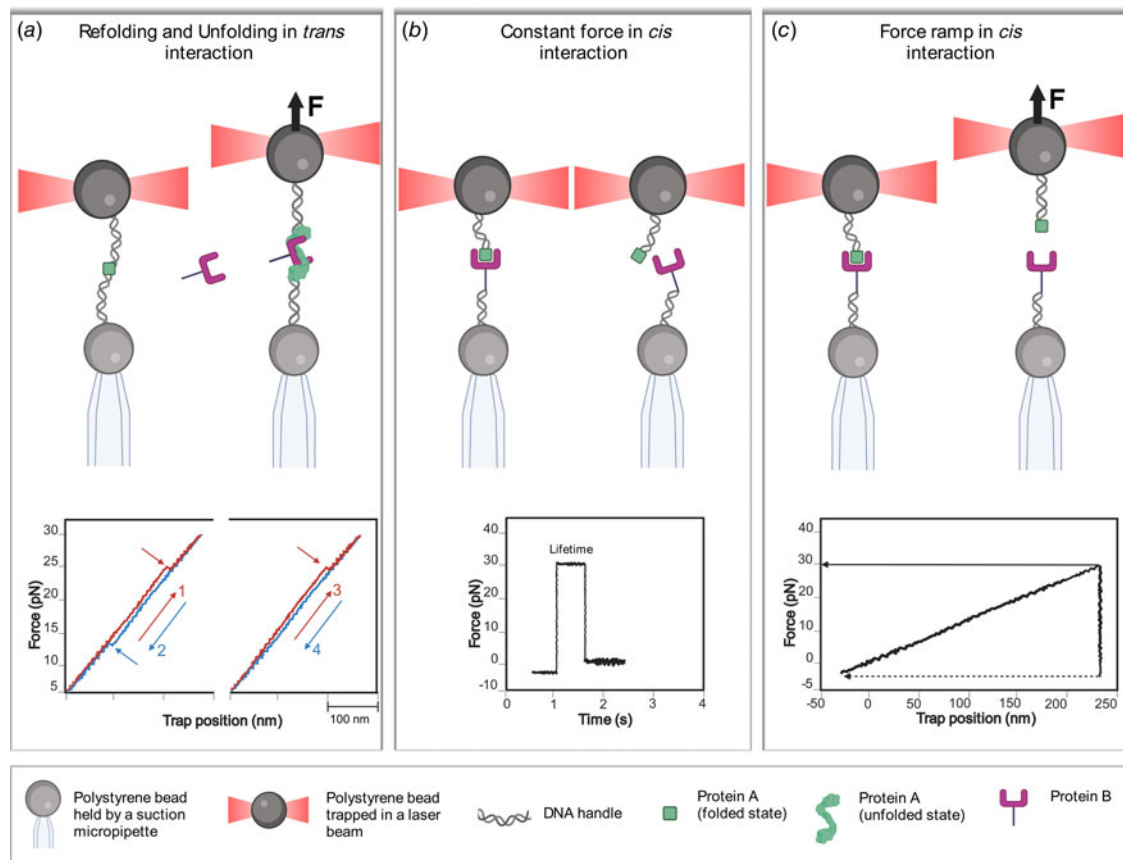 (a) Refolding and Unfolding in trans
interaction
F
Force (pN)
30
25
20
15
10
5
1
2
3
4
Trap position (nm)
100 nm
(b) Constant force in cis
interaction
Force (pN)
40
30
20
10
0
-10
Lifetime
0 1 2 3 4
Time (s)
(c) Force ramp in cis
interaction
F
Force (pN)
40
30
20
10
0
-5
-50 0 50 100 150 200 250
Trap position (nm)
Polystyrene bead
held by a suction
micropipette
Polystyrene bead
trapped in a laser
beam
DNA handle
Protein A
(folded state)
Protein A
(unfolded state)
Protein B